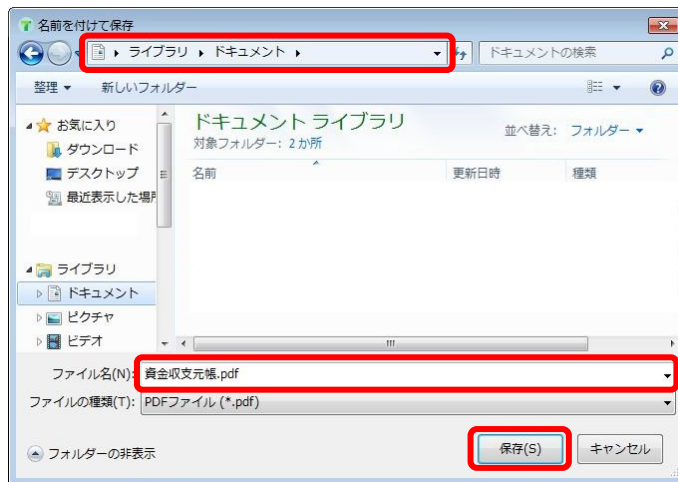 名前を付けて保存
ライブラリ ドキュメント
ドキュメントの検索
整理 新しいフォルダー
お気に入り
ダウンロード
デスクトップ
最近表示した場所
ライブラリ
ドキュメント
ピクチャ
ビデオ
ドキュメント ライブラリ
対象フォルダー: 2か所
並べ替え: フォルダー
名前 更新日時 種類
ファイル名(N): 資金収支元帳.pdf
ファイルの種類(T): PDFファイル (*.pdf)
フォルダーの非表示
保存(S) キャンセル